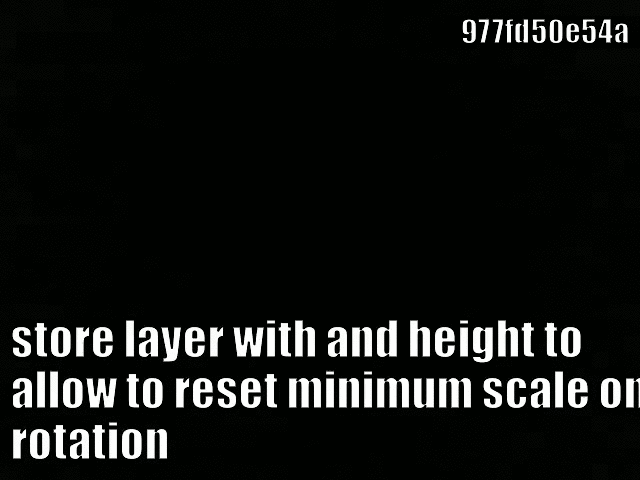 977fd50e54a
store layer with and height to
allow to reset minimum scale on
rotation